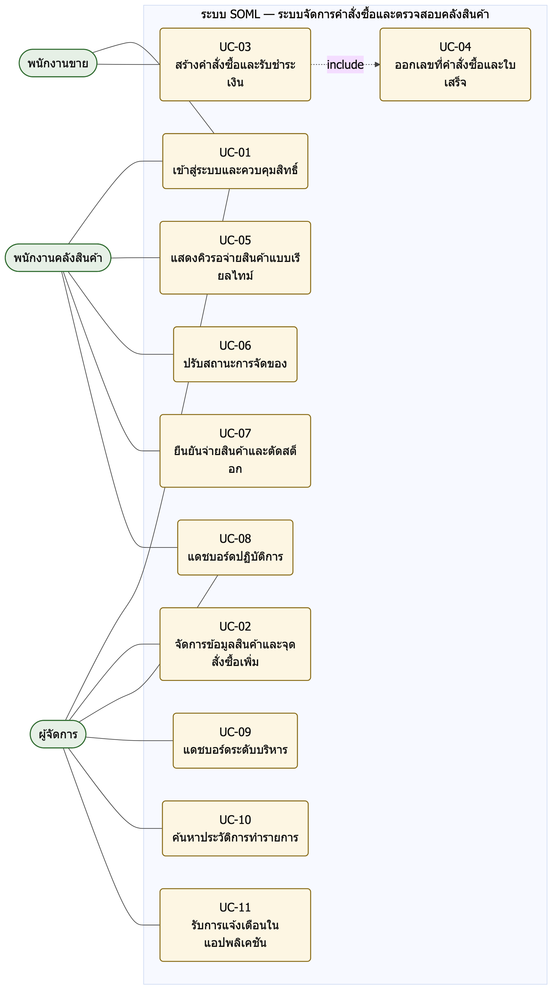 ระบบ SOML — ระบบจัดการคำสั่งซื้อและตรวจสอบคลังสินค้า
พนักงานขาย
UC-03
สร้างคำสั่งซื้อและรับชำระ
เงิน
include
UC-04
ออกเลขที่คำสั่งซื้อและใบ
เสร็จ
UC-01
เข้าสู่ระบบและควบคุมสิทธิ์
พนักงานคลังสินค้า
UC-05
แสดงคิวรอจ่ายสินค้าแบบเรี
ยลไทม์
UC-06
ปรับสถานะการจัดของ
UC-07
ยืนยันจ่ายสินค้าและตัดสต็
อก
UC-08
แดชบอร์ดปฏิบัติการ
UC-02
จัดการข้อมูลสินค้าและจุด
สั่งซื้อเพิ่ม
ผู้จัดการ
UC-09
แดชบอร์ดระดับบริหาร
UC-10
ค้นหาประวัติการทำรายการ
UC-11
รับการแจ้งเตือนใน
แอปพลิเคชัน